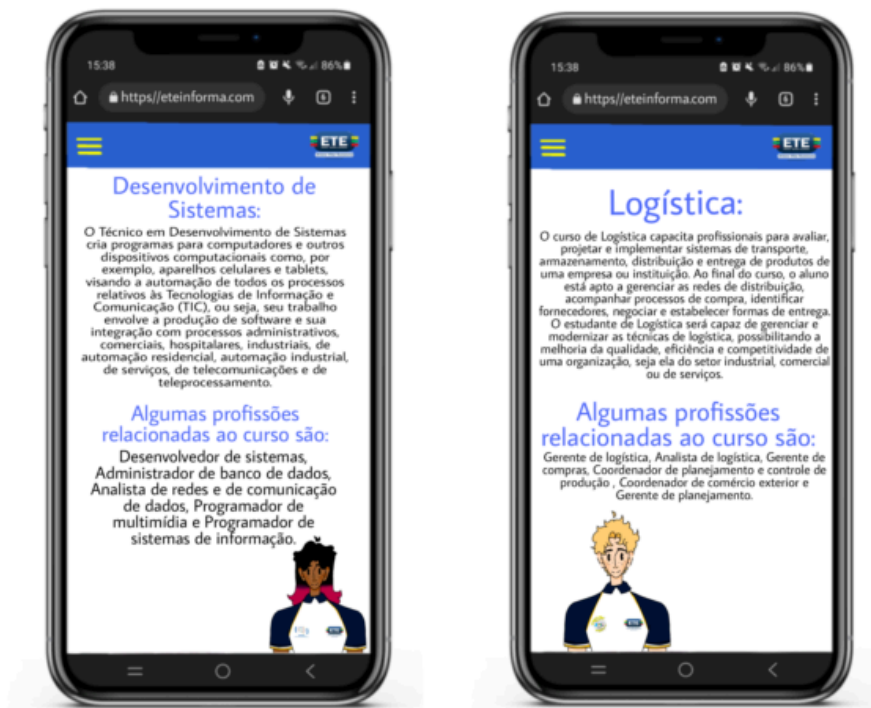 15:38
86%
https//eteinforma.com
6
ETE
Desenvolvimento de
Sistemas:
O Técnico em Desenvolvimento de Sistemas
cria programas para computadores e outros
dispositivos computacionais como, por
exemplo, aparelhos celulares e tablets,
visando a automação de todos os processos
relativos às Tecnologias de Informação e
Comunicação (TIC), ou seja, seu trabalho
envolve a produção de software e sua
integração com processos administrativos,
comerciais, hospitalares, industriais, de
automação residencial, automação industrial,
de serviços, de telecomunicações e de
teleprocessamento.
Algumas profissões
relacionadas ao curso são:
Desenvolvedor de sistemas,
Administrador de banco de dados,
Analista de redes e de comunicação
de dados, Programador de
multimídia e Programador de
sistemas de informação.
ETE
15:38
86%
https//eteinforma.com
6
ETE
Logística:
O curso de Logística capacita profissionais para avaliar,
projetar e implementar sistemas de transporte,
armazenamento, distribuição e entrega de produtos de
uma empresa ou instituição. Ao final do curso, o aluno
está apto a gerenciar as redes de distribuição,
acompanhar processos de compra, identificar
fornecedores, negociar e estabelecer formas de entrega.
O estudante de Logística será capaz de gerenciar e
modernizar as técnicas de logística, possibilitando a
melhoria da qualidade, eficiência e competitividade de
uma organização, seja ela do setor industrial, comercial
ou de serviços.
Algumas profissões
relacionadas ao curso são:
Gerente de logística, Analista de logística, Gerente de
compras, Coordenador de planejamento e controle de
produção , Coordenador de comércio exterior e
Gerente de planejamento.
ETE